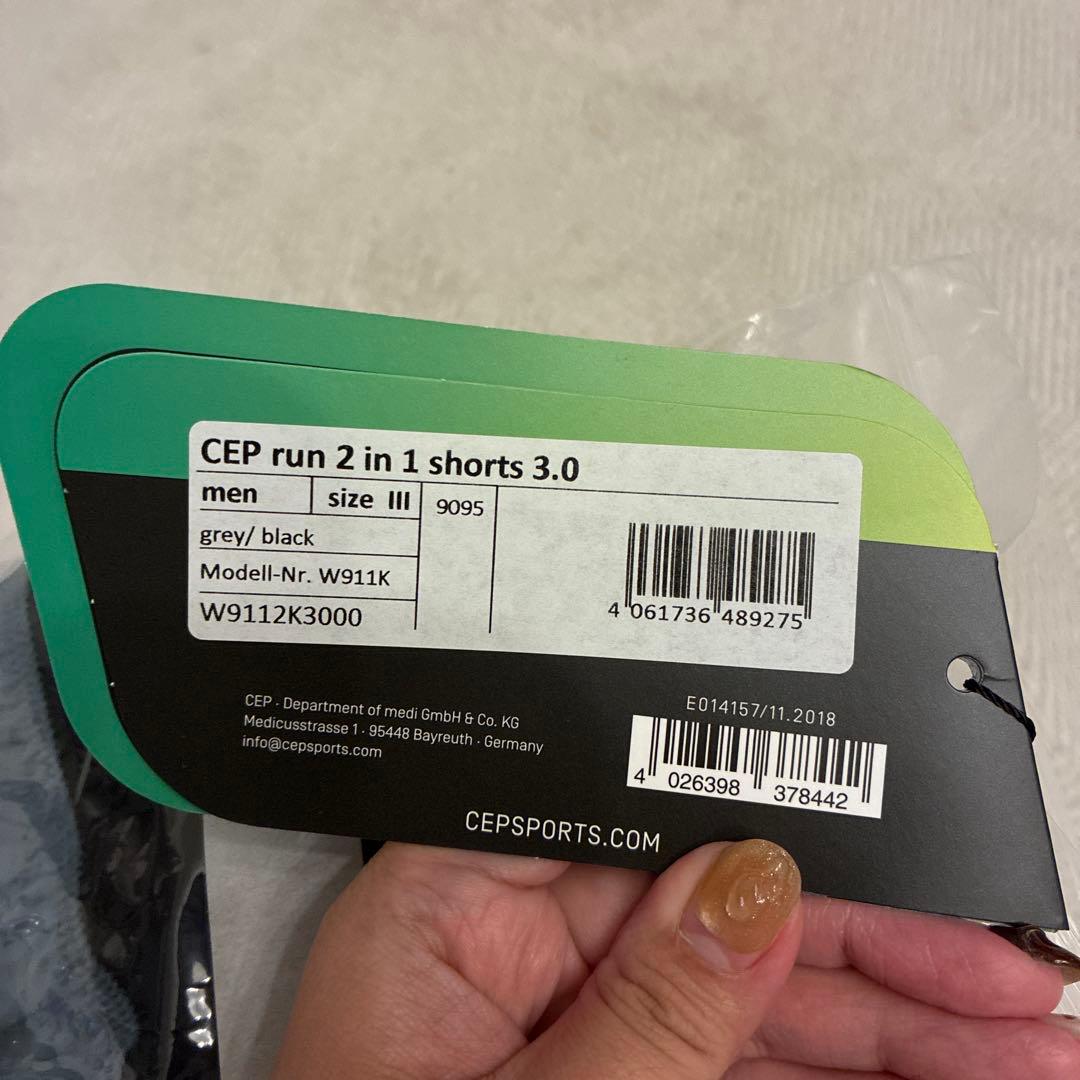 CEP run 2 in 1 shorts 3.0
men size III 9095
grey/ black
Modell-Nr. W911K
W9112K3000
4 061736 489275
CEP · Department of medi GmbH & Co. KG
Medicusstrasse 1 · 95448 Bayreuth · Germany
info@cepsports.com
E014157/11.2018
4 026398 378442
CEPSPORTS.COM